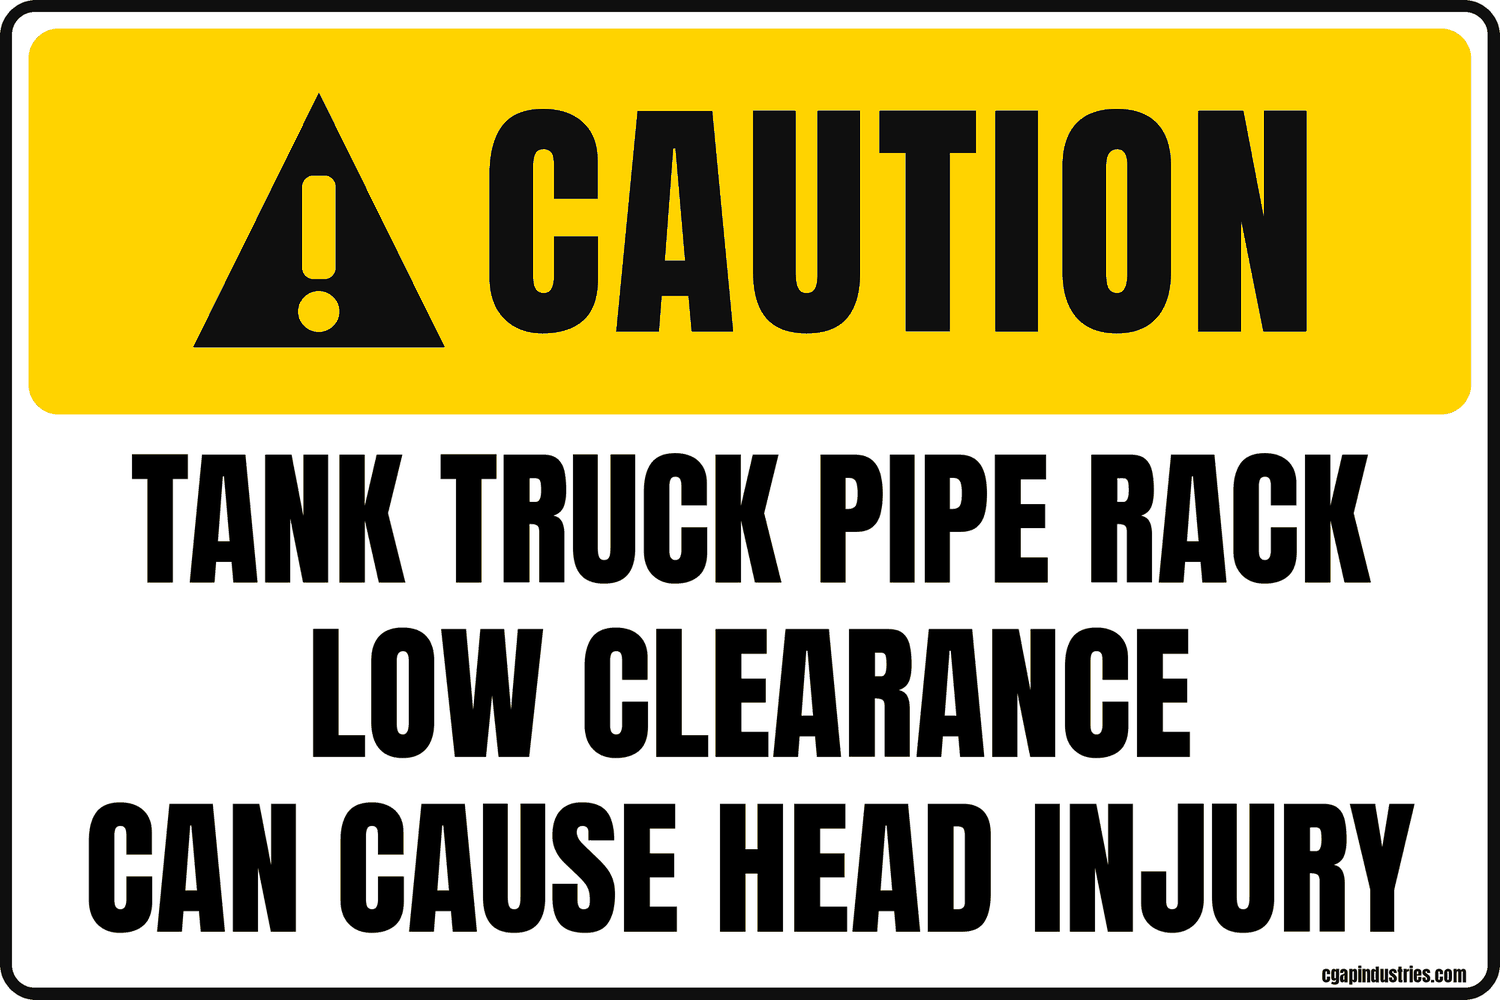 CAUTION
TANK TRUCK PIPE RACK
LOW CLEARANCE
CAN CAUSE HEAD INJURY
cgapindustries.com